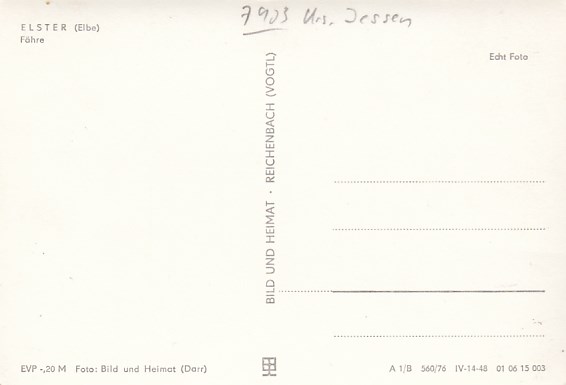 7903 Krs. Jessen
ELSTER (Elbe)
Fähre
Echt Foto
BILD UND HEIMAT · REICHENBACH (VOGTL)
EVP -,20 M Foto: Bild und Heimat (Darr)
A 1/B 560/76 IV-14-48 01 06 15 003